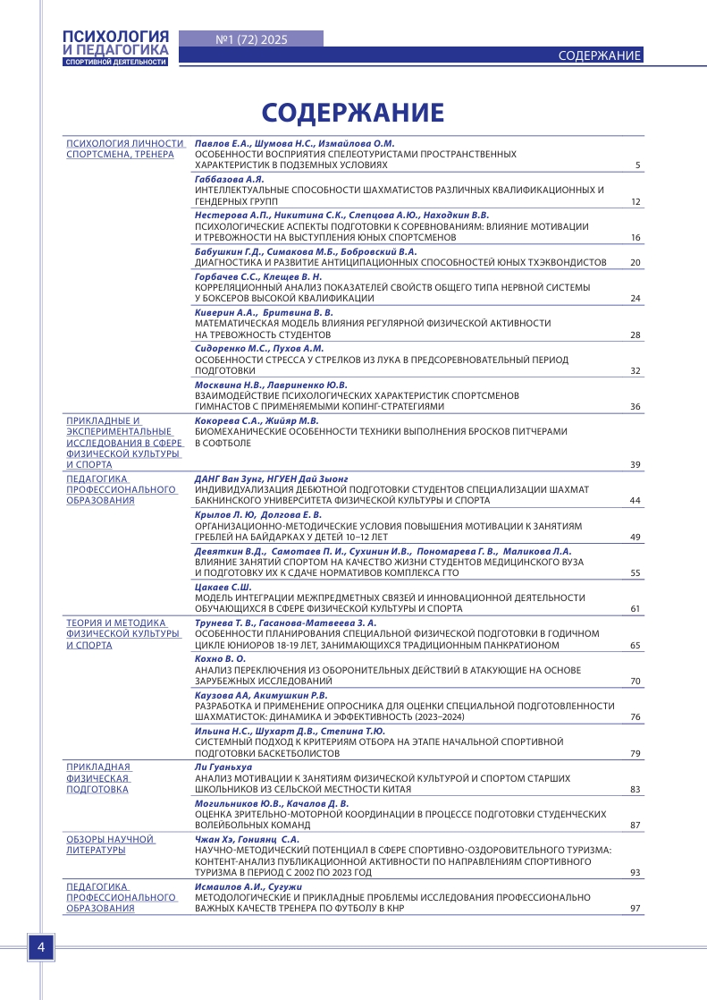 ПСИХОЛОГИЯ
И ПЕДАГОГИКА
СПОРТИВНОЙ ДЕЯТЕЛЬНОСТИ
№1 (72) 2025
СОДЕРЖАНИЕ
СОДЕРЖАНИЕ
ПСИХОЛОГИЯ ЛИЧНОСТИ
СПОРТСМЕНА, ТРЕНЕРА
Павлов Е.А., Шумова Н.С., Измайлова О.М.
ОСОБЕННОСТИ ВОСПРИЯТИЯ СПЕЛЕОТУРИСТАМИ ПРОСТРАНСТВЕННЫХ
ХАРАКТЕРИСТИК В ПОДЗЕМНЫХ УСЛОВИЯХ 5
Габбазова А.Я.
ИНТЕЛЛЕКТУАЛЬНЫЕ СПОСОБНОСТИ ШАХМАТИСТОВ РАЗЛИЧНЫХ КВАЛИФИКАЦИОННЫХ И
ГЕНДЕРНЫХ ГРУПП 12
Нестерова А.П., Никитина С.К., Слепцова А.Ю., Находкин В.В.
ПСИХОЛОГИЧЕСКИЕ АСПЕКТЫ ПОДГОТОВКИ К СОРЕВНОВАНИЯМ: ВЛИЯНИЕ МОТИВАЦИИ
И ТРЕВОЖНОСТИ НА ВЫСТУПЛЕНИЯ ЮНЫХ СПОРТСМЕНОВ 16
Бабушкин Г.Д., Симакова М.Б., Бобровский В.А.
ДИАГНОСТИКА И РАЗВИТИЕ АНТИЦИПАЦИОННЫХ СПОСОБНОСТЕЙ ЮНЫХ ТХЭКВОНДИСТОВ 20
Горбачев С.С., Клещев В. Н.
КОРРЕЛЯЦИОННЫЙ АНАЛИЗ ПОКАЗАТЕЛЕЙ СВОЙСТВ ОБЩЕГО ТИПА НЕРВНОЙ СИСТЕМЫ
У БОКСЕРОВ ВЫСОКОЙ КВАЛИФИКАЦИИ 24
Киверин А.А., Бритвина В. В.
МАТЕМАТИЧЕСКАЯ МОДЕЛЬ ВЛИЯНИЯ РЕГУЛЯРНОЙ ФИЗИЧЕСКОЙ АКТИВНОСТИ
НА ТРЕВОЖНОСТЬ СТУДЕНТОВ 28
Сидоренко М.С., Пухов А.М.
ОСОБЕННОСТИ СТРЕССА У СТРЕЛКОВ ИЗ ЛУКА В ПРЕДСОРЕВНОВАТЕЛЬНЫЙ ПЕРИОД
ПОДГОТОВКИ 32
Москвина Н.В., Лавриненко Ю.В.
ВЗАИМОДЕЙСТВИЕ ПСИХОЛОГИЧЕСКИХ ХАРАКТЕРИСТИК СПОРТСМЕНОВ
ГИМНАСТОВ С ПРИМЕНЯЕМЫМИ КОПИНГ-СТРАТЕГИЯМИ 36
ПРИКЛАДНЫЕ И
ЭКСПЕРИМЕНТАЛЬНЫЕ
ИССЛЕДОВАНИЯ В СФЕРЕ
ФИЗИЧЕСКОЙ КУЛЬТУРЫ
И СПОРТА
Кокорева С.А., Жийяр М.В.
БИОМЕХАНИЧЕСКИЕ ОСОБЕННОСТИ ТЕХНИКИ ВЫПОЛНЕНИЯ БРОСКОВ ПИТЧЕРАМИ
В СОФТБОЛЕ
39
ПЕДАГОГИКА
ПРОФЕССИОНАЛЬНОГО
ОБРАЗОВАНИЯ
ДАНГ Ван Зунг, НГУЕН Дай Зыонг
ИНДИВИДУАЛИЗАЦИЯ ДЕБЮТНОЙ ПОДГОТОВКИ СТУДЕНТОВ СПЕЦИАЛИЗАЦИИ ШАХМАТ
БАКНИНСКОГО УНИВЕРСИТЕТА ФИЗИЧЕСКОЙ КУЛЬТУРЫ И СПОРТА 44
Крылов Л. Ю, Долгова Е. В.
ОРГАНИЗАЦИОННО-МЕТОДИЧЕСКИЕ УСЛОВИЯ ПОВЫШЕНИЯ МОТИВАЦИИ К ЗАНЯТИЯМ
ГРЕБЛЕЙ НА БАЙДАРКАХ У ДЕТЕЙ 10–12 ЛЕТ 49
Девяткин В.Д., Самотаев П. И., Сухинин И.В., Пономарева Г. В., Маликова Л.А.
ВЛИЯНИЕ ЗАНЯТИЙ СПОРТОМ НА КАЧЕСТВО ЖИЗНИ СТУДЕНТОВ МЕДИЦИНСКОГО ВУЗА
И ПОДГОТОВКУ ИХ К СДАЧЕ НОРМАТИВОВ КОМПЛЕКСА ГТО 55
Цакаев С.Ш.
МОДЕЛЬ ИНТЕГРАЦИИ МЕЖПРЕДМЕТНЫХ СВЯЗЕЙ И ИННОВАЦИОННОЙ ДЕЯТЕЛЬНОСТИ
ОБУЧАЮЩИХСЯ В СФЕРЕ ФИЗИЧЕСКОЙ КУЛЬТУРЫ И СПОРТА 61
ТЕОРИЯ И МЕТОДИКА
ФИЗИЧЕСКОЙ КУЛЬТУРЫ
И СПОРТА
Трунева Т. В., Гасанова-Матвеева З. А.
ОСОБЕННОСТИ ПЛАНИРОВАНИЯ СПЕЦИАЛЬНОЙ ФИЗИЧЕСКОЙ ПОДГОТОВКИ В ГОДИЧНОМ
ЦИКЛЕ ЮНИОРОВ 18-19 ЛЕТ, ЗАНИМАЮЩИХСЯ ТРАДИЦИОННЫМ ПАНКРАТИОНОМ 65
Кохно В. О.
АНАЛИЗ ПЕРЕКЛЮЧЕНИЯ ИЗ ОБОРОНИТЕЛЬНЫХ ДЕЙСТВИЙ В АТАКУЮЩИЕ НА ОСНОВЕ
ЗАРУБЕЖНЫХ ИССЛЕДОВАНИЙ 70
Каузова АА, Акимушкин Р.В.
РАЗРАБОТКА И ПРИМЕНЕНИЕ ОПРОСНИКА ДЛЯ ОЦЕНКИ СПЕЦИАЛЬНОЙ ПОДГОТОВЛЕННОСТИ
ШАХМАТИСТОК: ДИНАМИКА И ЭФФЕКТИВНОСТЬ (2023–2024) 76
Ильина Н.С., Шухарт Д.В., Степина Т.Ю.
СИСТЕМНЫЙ ПОДХОД К КРИТЕРИЯМ ОТБОРА НА ЭТАПЕ НАЧАЛЬНОЙ СПОРТИВНОЙ
ПОДГОТОВКИ БАСКЕТБОЛИСТОВ 79
ПРИКЛАДНАЯ
ФИЗИЧЕСКАЯ
ПОДГОТОВКА
Ли Гуаньхуа
АНАЛИЗ МОТИВАЦИИ К ЗАНЯТИЯМ ФИЗИЧЕСКОЙ КУЛЬТУРОЙ И СПОРТОМ СТАРШИХ
ШКОЛЬНИКОВ ИЗ СЕЛЬСКОЙ МЕСТНОСТИ КИТАЯ 83
Могильников Ю.В., Качалов Д. В.
ОЦЕНКА ЗРИТЕЛЬНО-МОТОРНОЙ КООРДИНАЦИИ В ПРОЦЕССЕ ПОДГОТОВКИ СТУДЕНЧЕСКИХ
ВОЛЕЙБОЛЬНЫХ КОМАНД 87
ОБЗОРЫ НАУЧНОЙ
ЛИТЕРАТУРЫ
Чжан Хэ, Гониянц С.А.
НАУЧНО-МЕТОДИЧЕСКИЙ ПОТЕНЦИАЛ В СФЕРЕ СПОРТИВНО-ОЗДОРОВИТЕЛЬНОГО ТУРИЗМА:
КОНТЕНТ-АНАЛИЗ ПУБЛИКАЦИОННОЙ АКТИВНОСТИ ПО НАПРАВЛЕНИЯМ СПОРТИВНОГО
ТУРИЗМА В ПЕРИОД С 2002 ПО 2023 ГОД 93
ПЕДАГОГИКА
ПРОФЕССИОНАЛЬНОГО
ОБРАЗОВАНИЯ
Исмаилов А.И., Сугужи
МЕТОДОЛОГИЧЕСКИЕ И ПРИКЛАДНЫЕ ПРОБЛЕМЫ ИССЛЕДОВАНИЯ ПРОФЕССИОНАЛЬНО
ВАЖНЫХ КАЧЕСТВ ТРЕНЕРА ПО ФУТБОЛУ В КНР 97
4